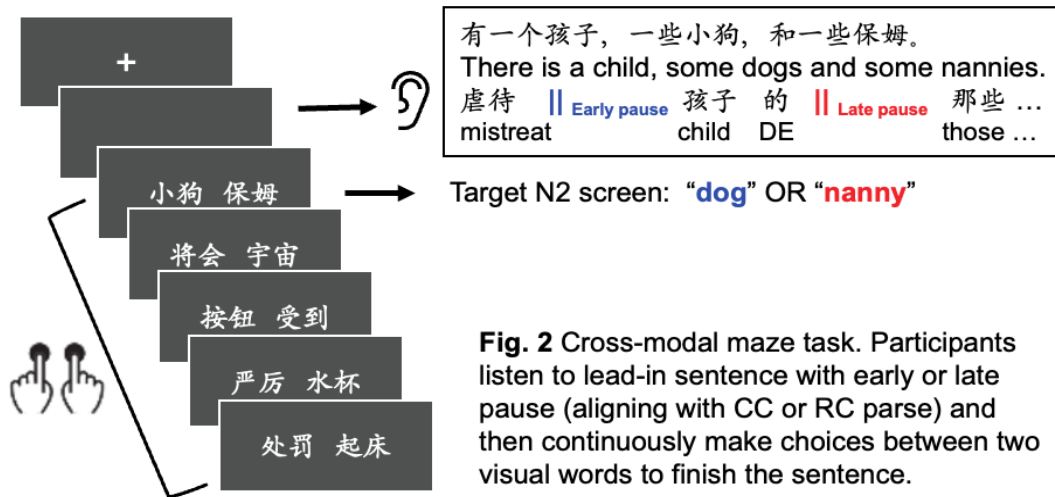 +
有一个孩子，一些小狗，和一些保姆。
There is a child, some dogs and some nannies.
虐待 || Early pause 孩子 的 || Late pause 那些 …
mistreat child DE those …
小狗 保姆
Target N2 screen: “dog” OR “nanny”
将会 宇宙
按钮 受到
严厉 水杯
处罚 起床
Fig. 2 Cross-modal maze task. Participants
listen to lead-in sentence with early or late
pause (aligning with CC or RC parse) and
then continuously make choices between two
visual words to finish the sentence.